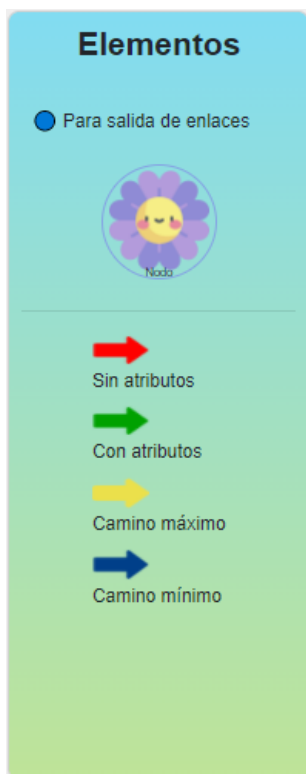 Elementos
Para salida de enlaces
Nodo
Sin atributos
Con atributos
Camino máximo
Camino mínimo